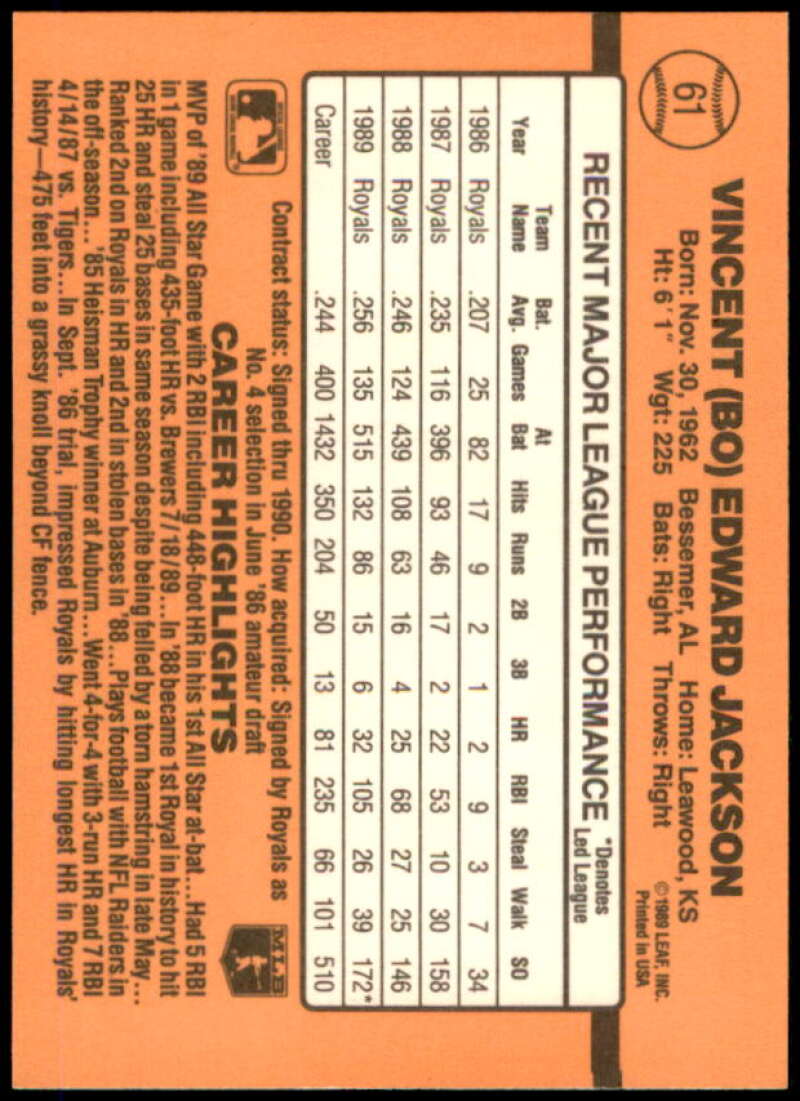 61
VINCENT (BO) EDWARD JACKSON
Born: Nov. 30, 1962 Bessemer, AL Home: Leawood, KS
Ht: 6'1" Wgt: 225 Bats: Right Throws: Right
©1989 LEAF, INC.
Printed in USA
RECENT MAJOR LEAGUE PERFORMANCE *Denotes Led League
Year Team Name Bat. Avg. Games At Bat Hits Runs 2B 3B HR RBI Steal Walk SO
1986 Royals .207 25 82 17 9 2 1 2 9 3 7 34
1987 Royals .235 116 396 93 46 17 2 22 53 10 30 158
1988 Royals .246 124 439 108 63 16 4 25 68 27 25 146
1989 Royals .256 135 515 132 86 15 6 32 105 26 39 172*
Career .244 400 1432 350 204 50 13 81 235 66 101 510
Contract status: Signed thru 1990. How acquired: Signed by Royals as
No. 4 selection in June '86 amateur draft
MLB
CAREER HIGHLIGHTS
MVP of '89 All Star Game with 2 RBI including 448-foot HR in his 1st All Star at-bat...Had 5 RBI
in 1 game including 435-foot HR vs. Brewers 7/18/89...In '88 became 1st Royal in history to hit
25 HR and steal 25 bases in same season despite being felled by a torn hamstring in late May...
Ranked 2nd on Royals in HR and 2nd in stolen bases in '88...Plays football with NFL Raiders in
the off-season... '85 Heisman Trophy winner at Auburn...Went 4-for-4 with 3-run HR and 7 RBI
4/14/87 vs. Tigers...In Sept. '86 trial, impressed Royals by hitting longest HR in Royals'
history—475 feet into a grassy knoll beyond CF fence.